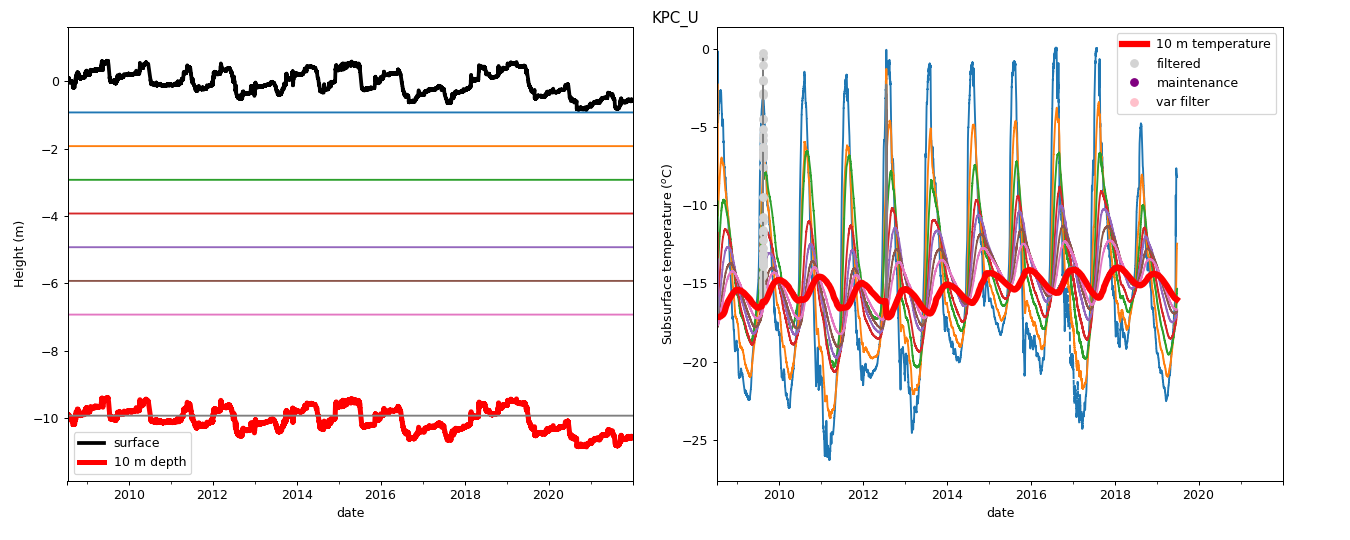 KPC_U
Height (m)
0
−2
−4
−6
−8
−10
surface
10 m depth
2010
2012
2014
2016
2018
2020
date
Subsurface temperature (°C)
0
−5
−10
−15
−20
−25
10 m temperature
filtered
maintenance
var filter
2010
2012
2014
2016
2018
2020
date